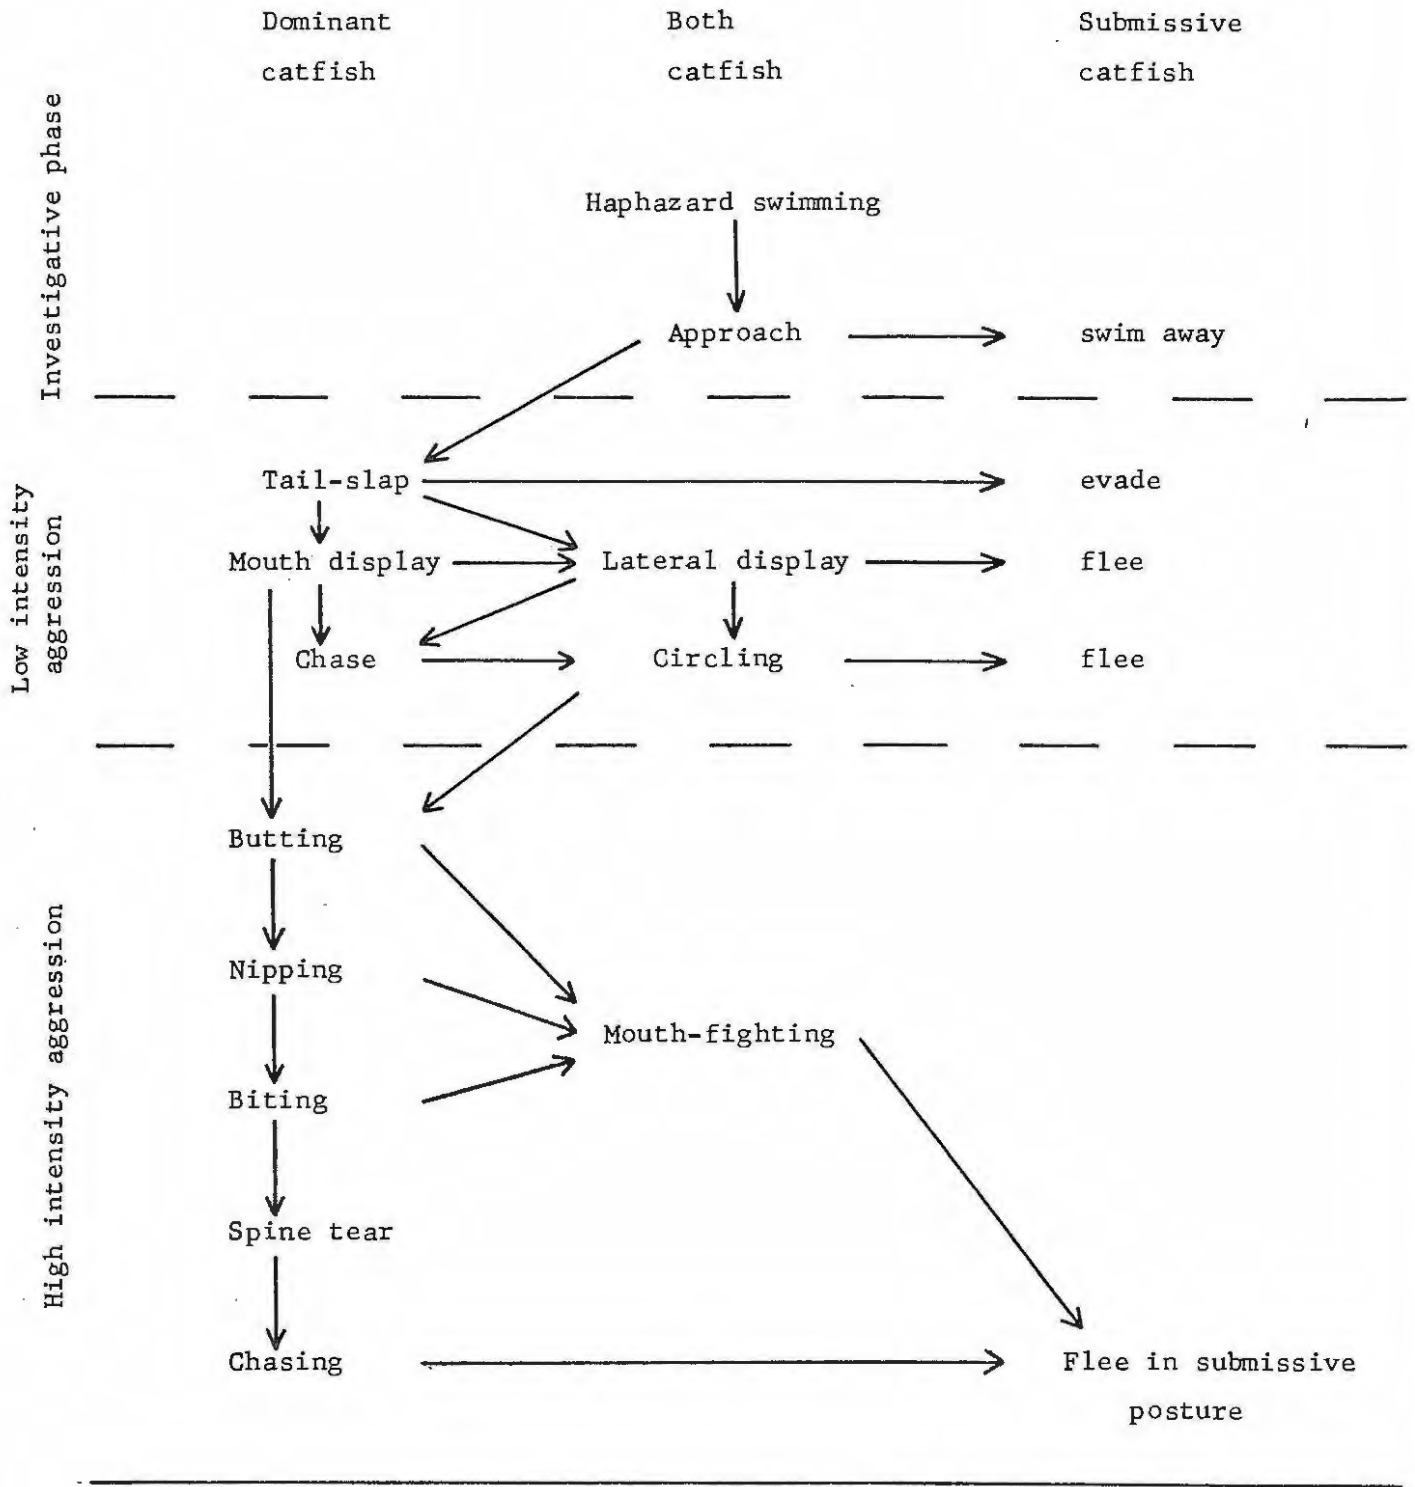 Dominant
catfish
Both
catfish
Submissive
catfish
Investigative phase
Haphazard swimming
Approach
swim away
Low intensity
aggression
Tail-slap
evade
Mouth display
Lateral display
flee
Chase
Circling
flee
High intensity aggression
Butting
Nipping
Mouth-fighting
Biting
Spine tear
Chasing
Flee in submissive
posture